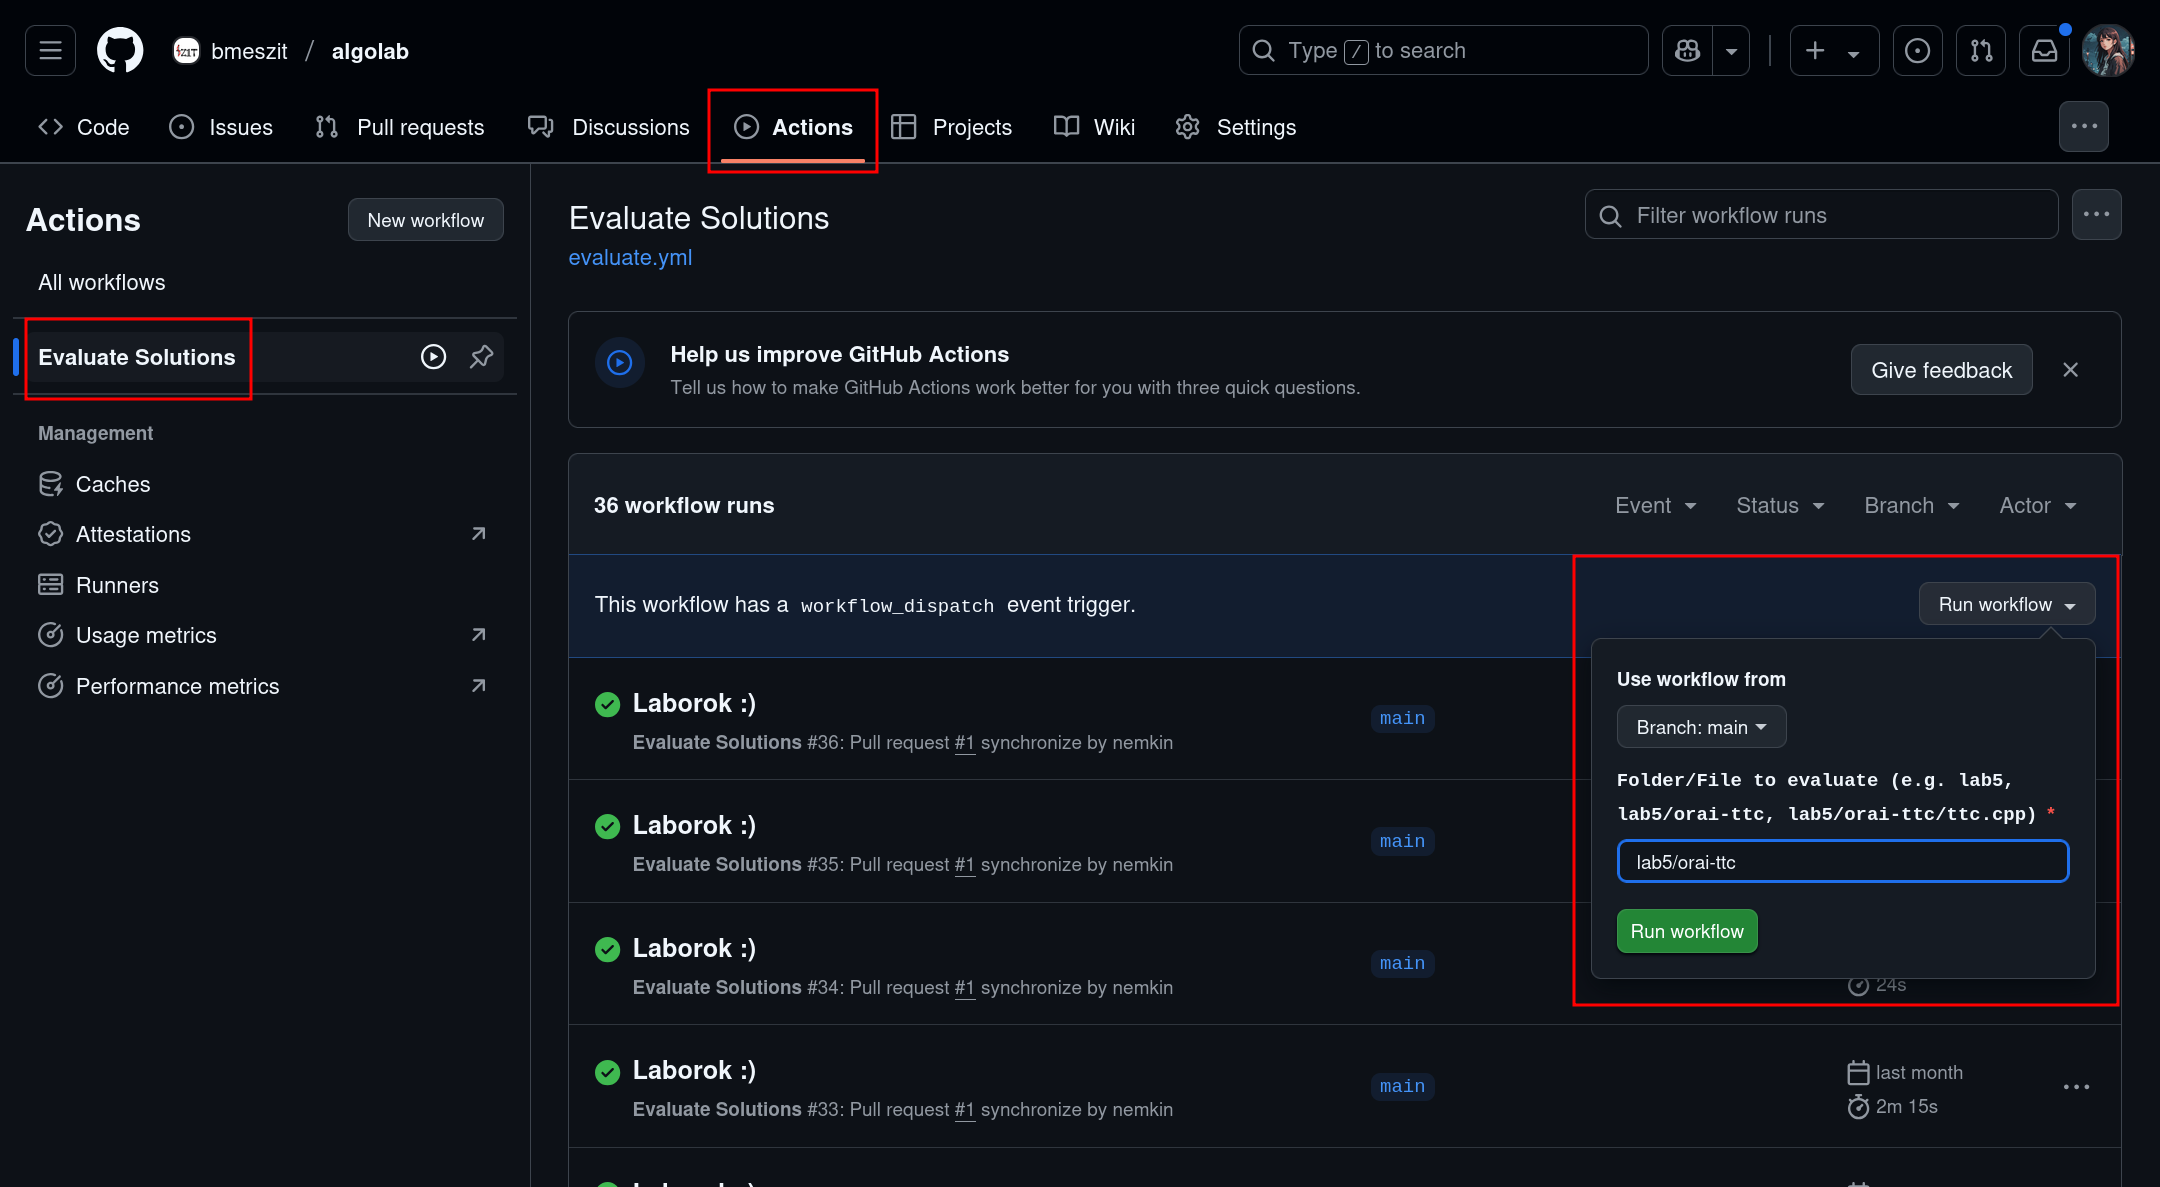 bmeszit / algolab
Type / to search
Code
Issues
Pull requests
Discussions
Actions
Projects
Wiki
Settings
Actions
New workflow
All workflows
Evaluate Solutions
Management
Caches
Attestations
Runners
Usage metrics
Performance metrics
Evaluate Solutions
evaluate.yml
Filter workflow runs
Help us improve GitHub Actions
Tell us how to make GitHub Actions work better for you with three quick questions.
Give feedback
36 workflow runs
Event
Status
Branch
Actor
This workflow has a workflow_dispatch event trigger.
Run workflow
Use workflow from
Branch: main
Folder/File to evaluate (e.g. lab5,
lab5/orai-ttc, lab5/orai-ttc/ttc.cpp) *
lab5/orai-ttc
Run workflow
Laborok :)
Evaluate Solutions #36: Pull request #1 synchronize by nemkin
main
Laborok :)
Evaluate Solutions #35: Pull request #1 synchronize by nemkin
main
Laborok :)
Evaluate Solutions #34: Pull request #1 synchronize by nemkin
main
24s
Laborok :)
Evaluate Solutions #33: Pull request #1 synchronize by nemkin
main
last month
2m 15s